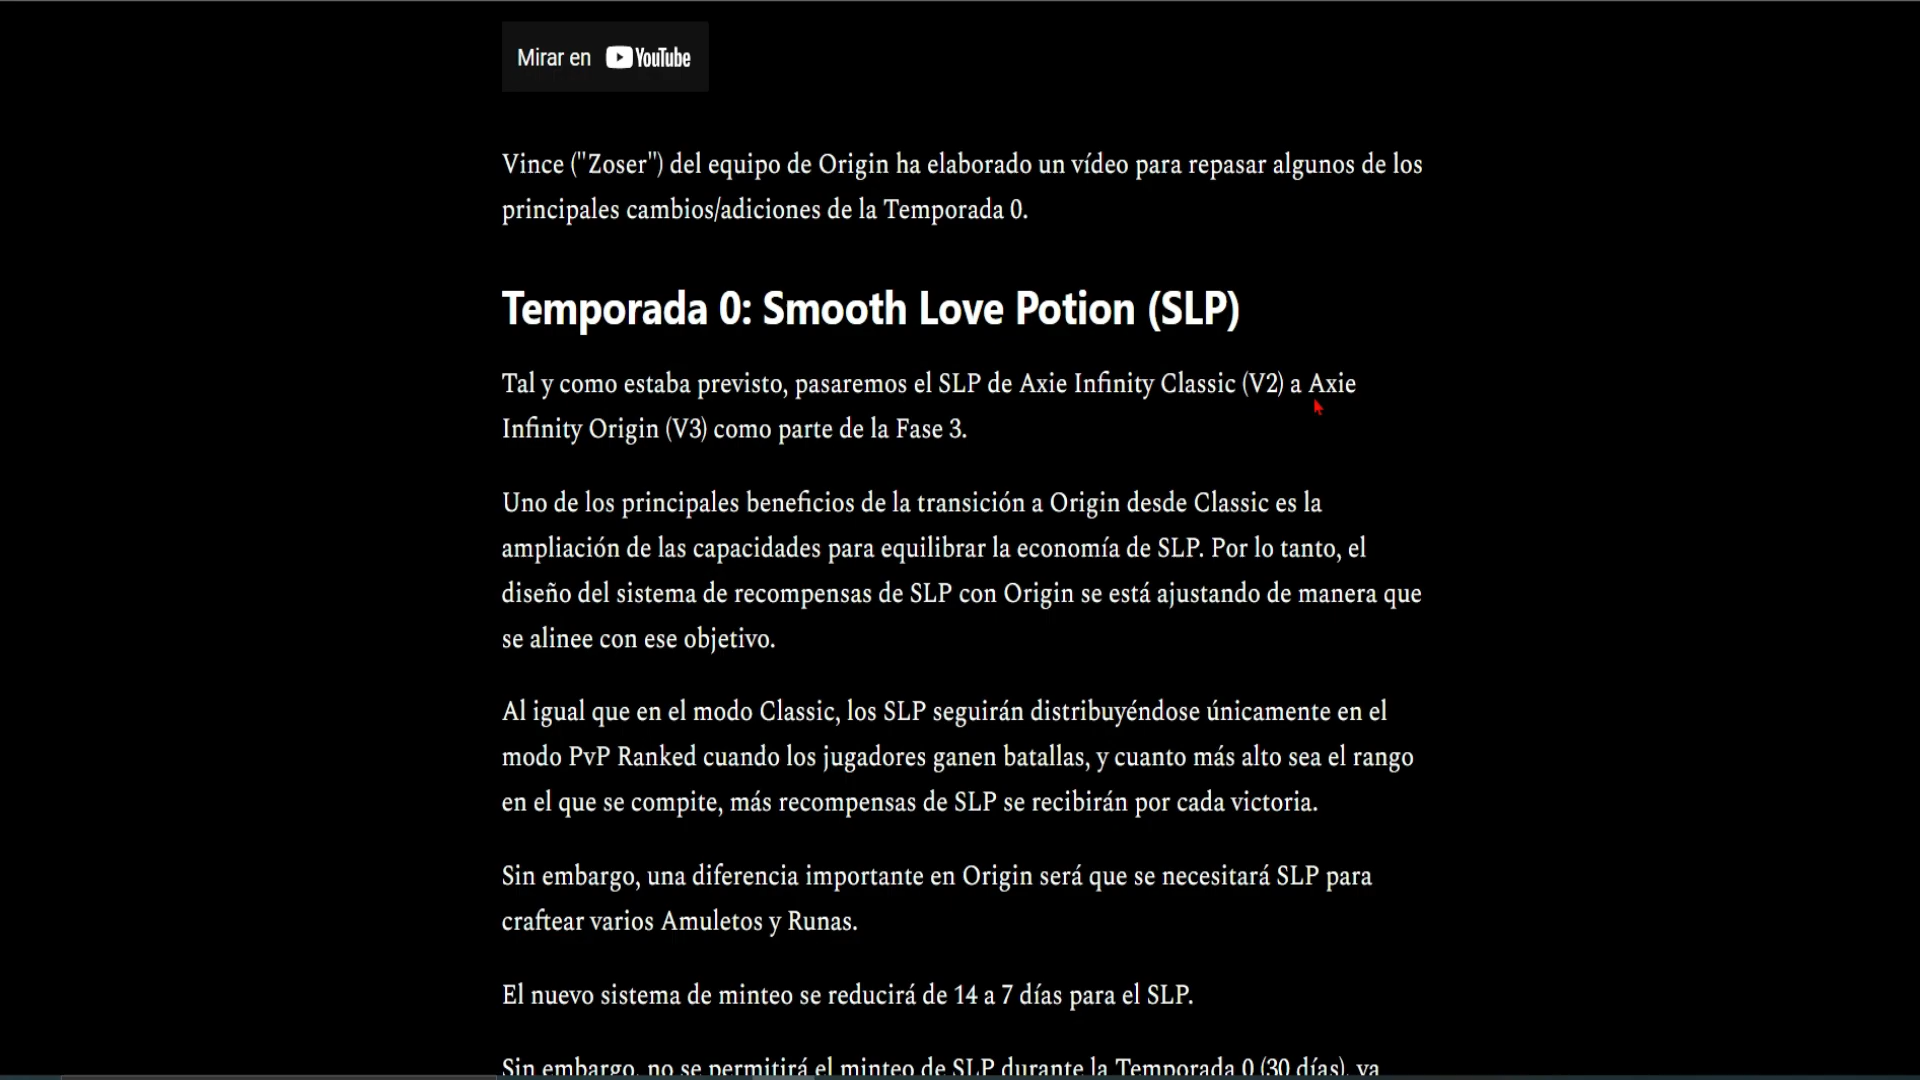 Mirar en YouTube
Vince ("Zoser") del equipo de Origin ha elaborado un vídeo para repasar algunos de los
principales cambios/adiciones de la Temporada 0.
Temporada 0: Smooth Love Potion (SLP)
Tal y como estaba previsto, pasaremos el SLP de Axie Infinity Classic (V2) a Axie
Infinity Origin (V3) como parte de la Fase 3.
Uno de los principales beneficios de la transición a Origin desde Classic es la
ampliación de las capacidades para equilibrar la economía de SLP. Por lo tanto, el
diseño del sistema de recompensas de SLP con Origin se está ajustando de manera que
se alinee con ese objetivo.
Al igual que en el modo Classic, los SLP seguirán distribuyéndose únicamente en el
modo PvP Ranked cuando los jugadores ganen batallas, y cuanto más alto sea el rango
en el que se compite, más recompensas de SLP se recibirán por cada victoria.
Sin embargo, una diferencia importante en Origin será que se necesitará SLP para
craftear varios Amuletos y Runas.
El nuevo sistema de minteo se reducirá de 14 a 7 días para el SLP.
Sin embargo, no se permitirá el minteo de SLP durante la Temporada 0 (30 días), ya